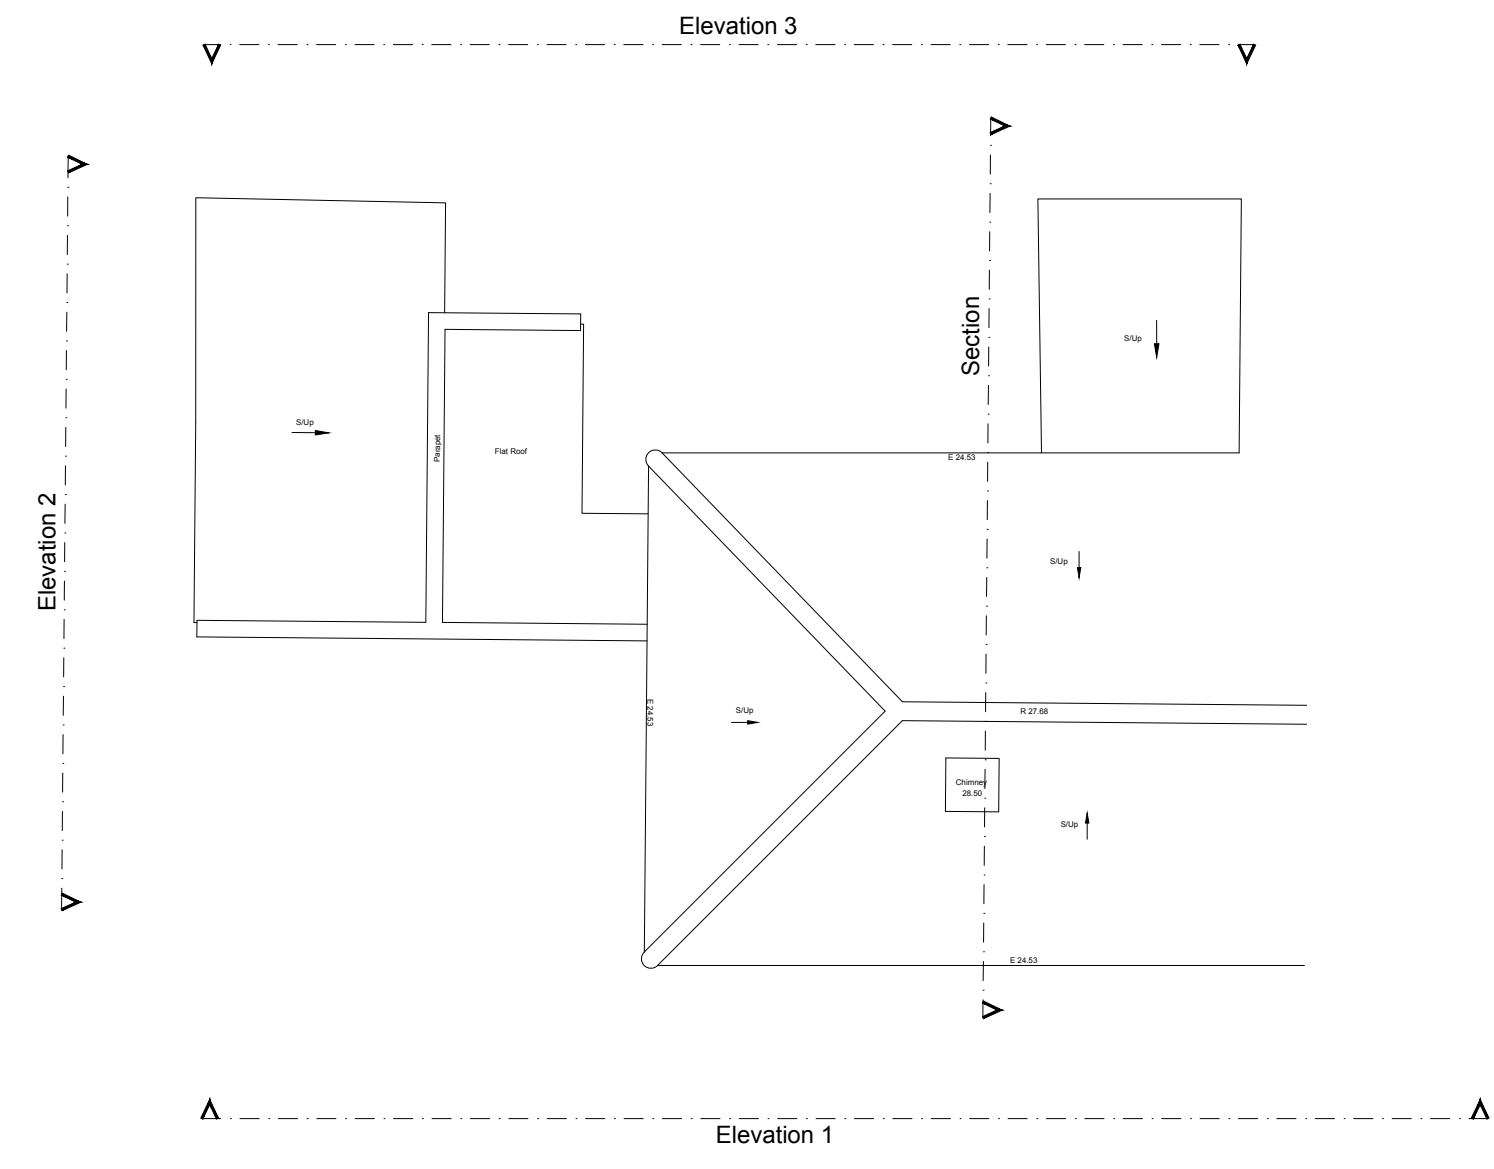 Elevation 3
Section
S/Up
S/Up
Parapet
Flat Roof
E 24.53
Elevation 2
S/Up
E 24.53
S/Up
R 27.68
Chimney
28.50
S/Up
E 24.53
Elevation 1